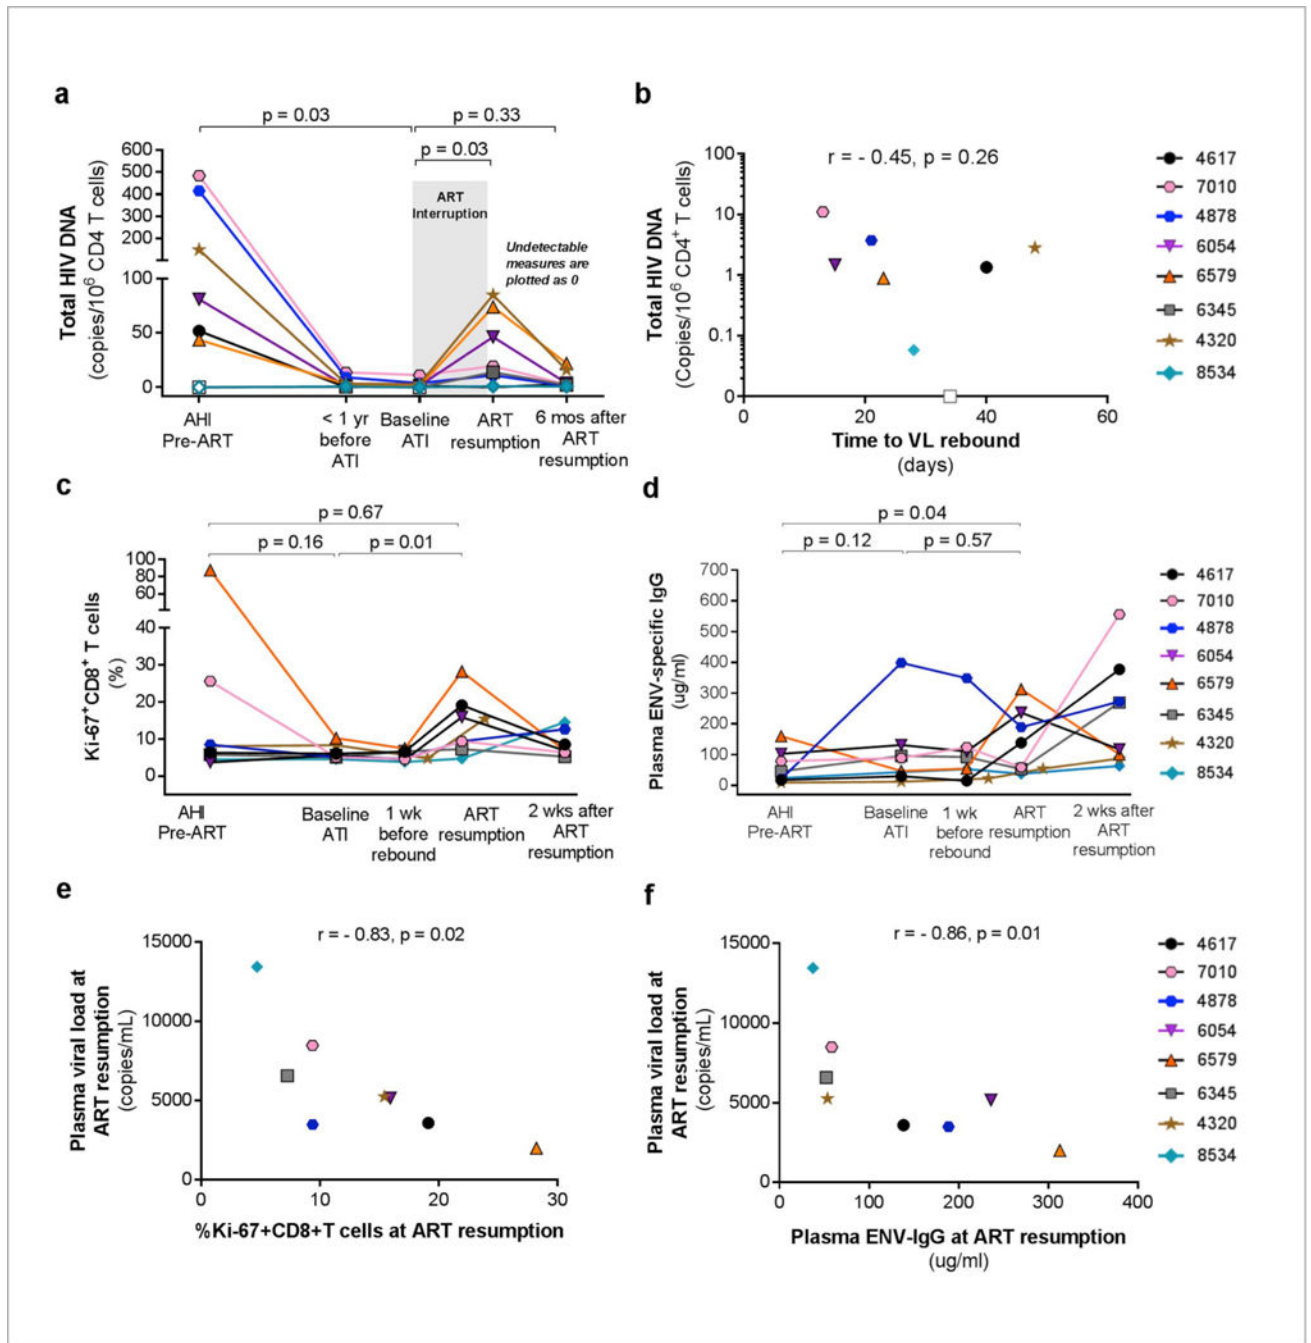 a
p = 0.03
p = 0.33
p = 0.03
600
500
400
300
200
100
50
0
Total HIV DNA
(copies/10⁶ CD4 T cells)
ART
Interruption
Undetectable
measures are
plotted as 0
AHI
Pre-ART
< 1 yr
before
ATI
Baseline
ATI
ART
resumption
6 mos after
ART
resumption
b
r = - 0.45, p = 0.26
100
10
1
0.1
0
Total HIV DNA
(Copies/10⁶ CD4⁺ T cells)
0
20
40
60
Time to VL rebound
(days)
4617
7010
4878
6054
6579
6345
4320
8534
c
p = 0.67
p = 0.16
p = 0.01
100
80
60
40
30
20
10
0
Ki-67⁺CD8⁺ T cells
(%)
AHI
Pre-ART
Baseline
ATI
1 wk
before
rebound
ART
resumption
2 wks after
ART
resumption
d
p = 0.04
p = 0.12
p = 0.57
700
600
500
400
300
200
100
0
Plasma ENV-specific IgG
(ug/ml)
AHI
Pre-ART
Baseline
ATI
1 wk
before
rebound
ART
resumption
2 wks after
ART
resumption
4617
7010
4878
6054
6579
6345
4320
8534
e
r = - 0.83, p = 0.02
15000
10000
5000
0
Plasma viral load at
ART resumption
(copies/mL)
0
10
20
30
%Ki-67+CD8+T cells at ART resumption
f
r = - 0.86, p = 0.01
15000
10000
5000
0
Plasma viral load at
ART resumption
(copies/mL)
0
100
200
300
400
Plasma ENV-IgG at ART resumption
(ug/ml)
4617
7010
4878
6054
6579
6345
4320
8534